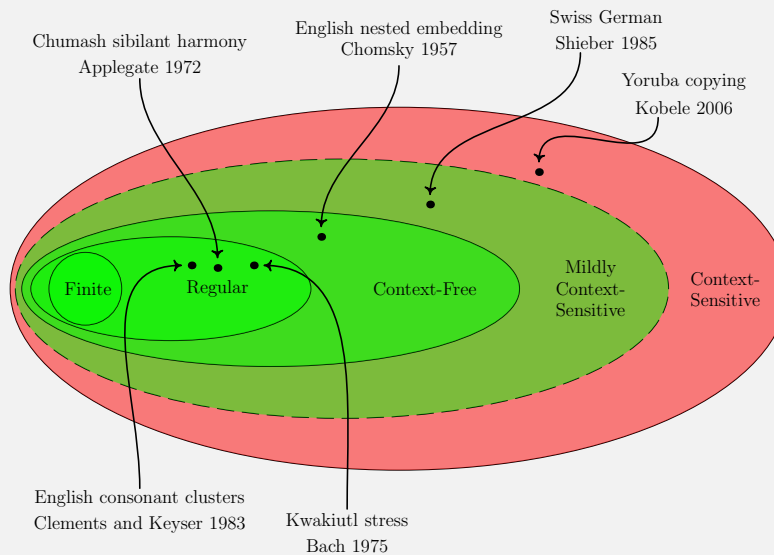 Chumash sibilant harmony
Applegate 1972
English nested embedding
Chomsky 1957
Swiss German
Shieber 1985
Yoruba copying
Kobele 2006
Finite
Regular
Context-Free
Mildly
Context-
Sensitive
Context-
Sensitive
English consonant clusters
Clements and Keyser 1983
Kwakiutl stress
Bach 1975